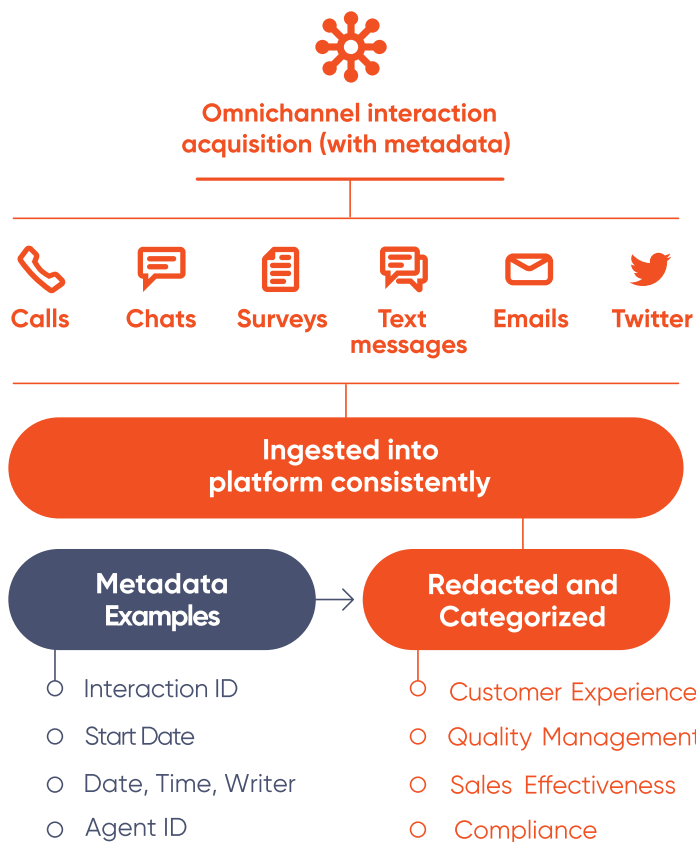 Omnichannel interaction
acquisition (with metadata)
Calls
Chats
Surveys
Text
messages
Emails
Twitter
Ingested into
platform consistently
Metadata
Examples
Redacted and
Categorized
Interaction ID
Start Date
Date, Time, Writer
Agent ID
Customer Experience
Quality Management
Sales Effectiveness
Compliance